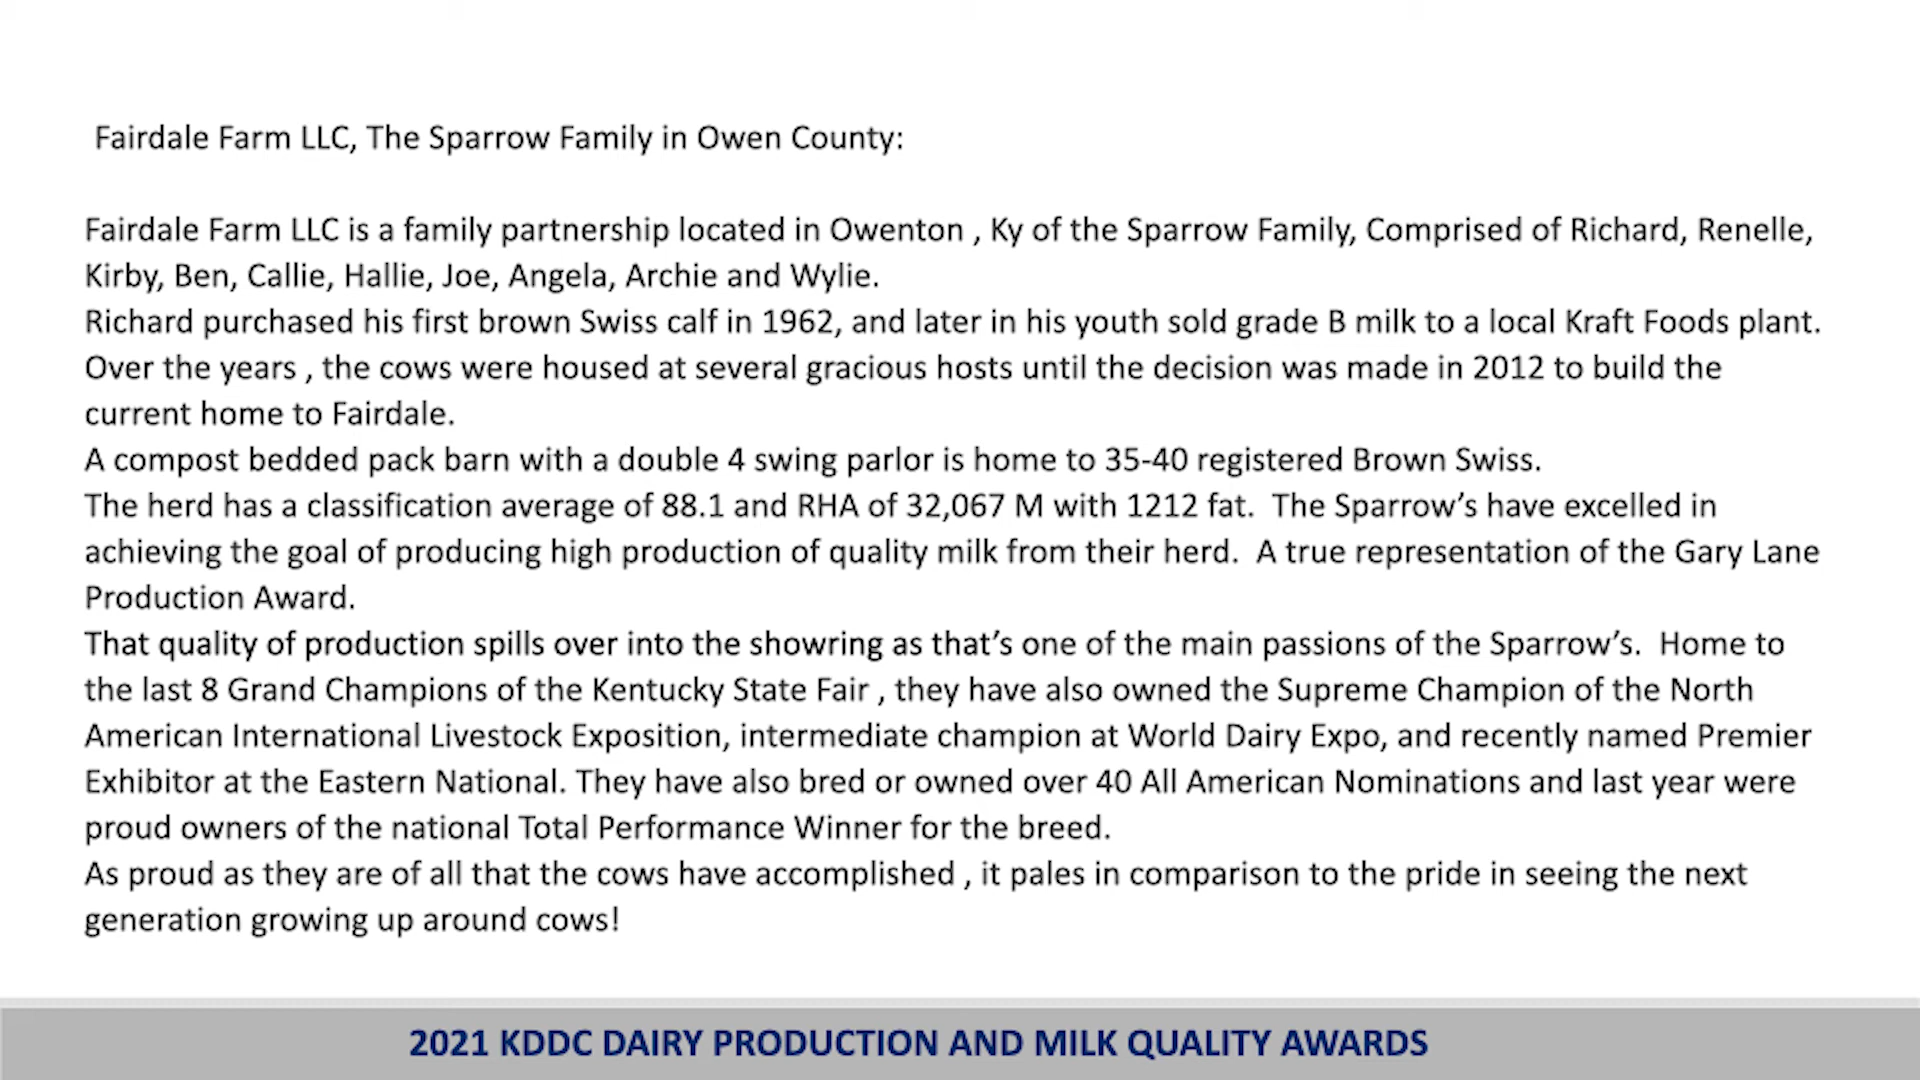 Fairdale Farm LLC, The Sparrow Family in Owen County:
Fairdale Farm LLC is a family partnership located in Owenton , Ky of the Sparrow Family, Comprised of Richard, Renelle,
Kirby, Ben, Callie, Hallie, Joe, Angela, Archie and Wylie.
Richard purchased his first brown Swiss calf in 1962, and later in his youth sold grade B milk to a local Kraft Foods plant.
Over the years , the cows were housed at several gracious hosts until the decision was made in 2012 to build the
current home to Fairdale.
A compost bedded pack barn with a double 4 swing parlor is home to 35-40 registered Brown Swiss.
The herd has a classification average of 88.1 and RHA of 32,067 M with 1212 fat.  The Sparrow’s have excelled in
achieving the goal of producing high production of quality milk from their herd.  A true representation of the Gary Lane
Production Award.
That quality of production spills over into the showring as that’s one of the main passions of the Sparrow’s.  Home to
the last 8 Grand Champions of the Kentucky State Fair , they have also owned the Supreme Champion of the North
American International Livestock Exposition, intermediate champion at World Dairy Expo, and recently named Premier
Exhibitor at the Eastern National. They have also bred or owned over 40 All American Nominations and last year were
proud owners of the national Total Performance Winner for the breed.
As proud as they are of all that the cows have accomplished , it pales in comparison to the pride in seeing the next
generation growing up around cows!
2021 KDDC DAIRY PRODUCTION AND MILK QUALITY AWARDS